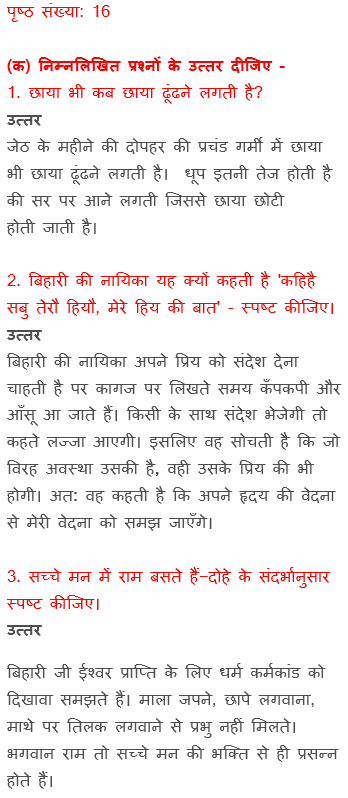 पृष्ठ संख्या: 16
(क) निम्नलिखित प्रश्नों के उत्तर दीजिए -
1. छाया भी कब छाया ढूंढने लगती है?
उत्तर
जेठ के महीने की दोपहर की प्रचंड गर्मी में छाया
भी छाया ढूंढने लगती है। धूप इतनी तेज होती है
की सर पर आने लगती जिससे छाया छोटी
होती जाती है।
2. बिहारी की नायिका यह क्यों कहती है 'कहिहै
सबु तेरौ हियौ, मेरे हिय की बात' - स्पष्ट कीजिए।
उत्तर
बिहारी की नायिका अपने प्रिय को संदेश देना
चाहती है पर कागज पर लिखते समय कँपकपी और
आँसू आ जाते हैं। किसी के साथ संदेश भेजेगी तो
कहते लज्जा आएगी। इसलिए वह सोचती है कि जो
विरह अवस्था उसकी है, वही उसके प्रिय की भी
होगी। अत: वह कहती है कि अपने हृदय की वेदना
से मेरी वेदना को समझ जाएँगे।
3. सच्चे मन में राम बसते हैं−दोहे के संदर्भानुसार
स्पष्ट कीजिए।
उत्तर
बिहारी जी ईश्वर प्राप्ति के लिए धर्म कर्मकांड को
दिखावा समझते हैं। माला जपने, छापे लगवाना,
माथे पर तिलक लगवाने से प्रभु नहीं मिलते।
भगवान राम तो सच्चे मन की भक्ति से ही प्रसन्न
होते हैं।